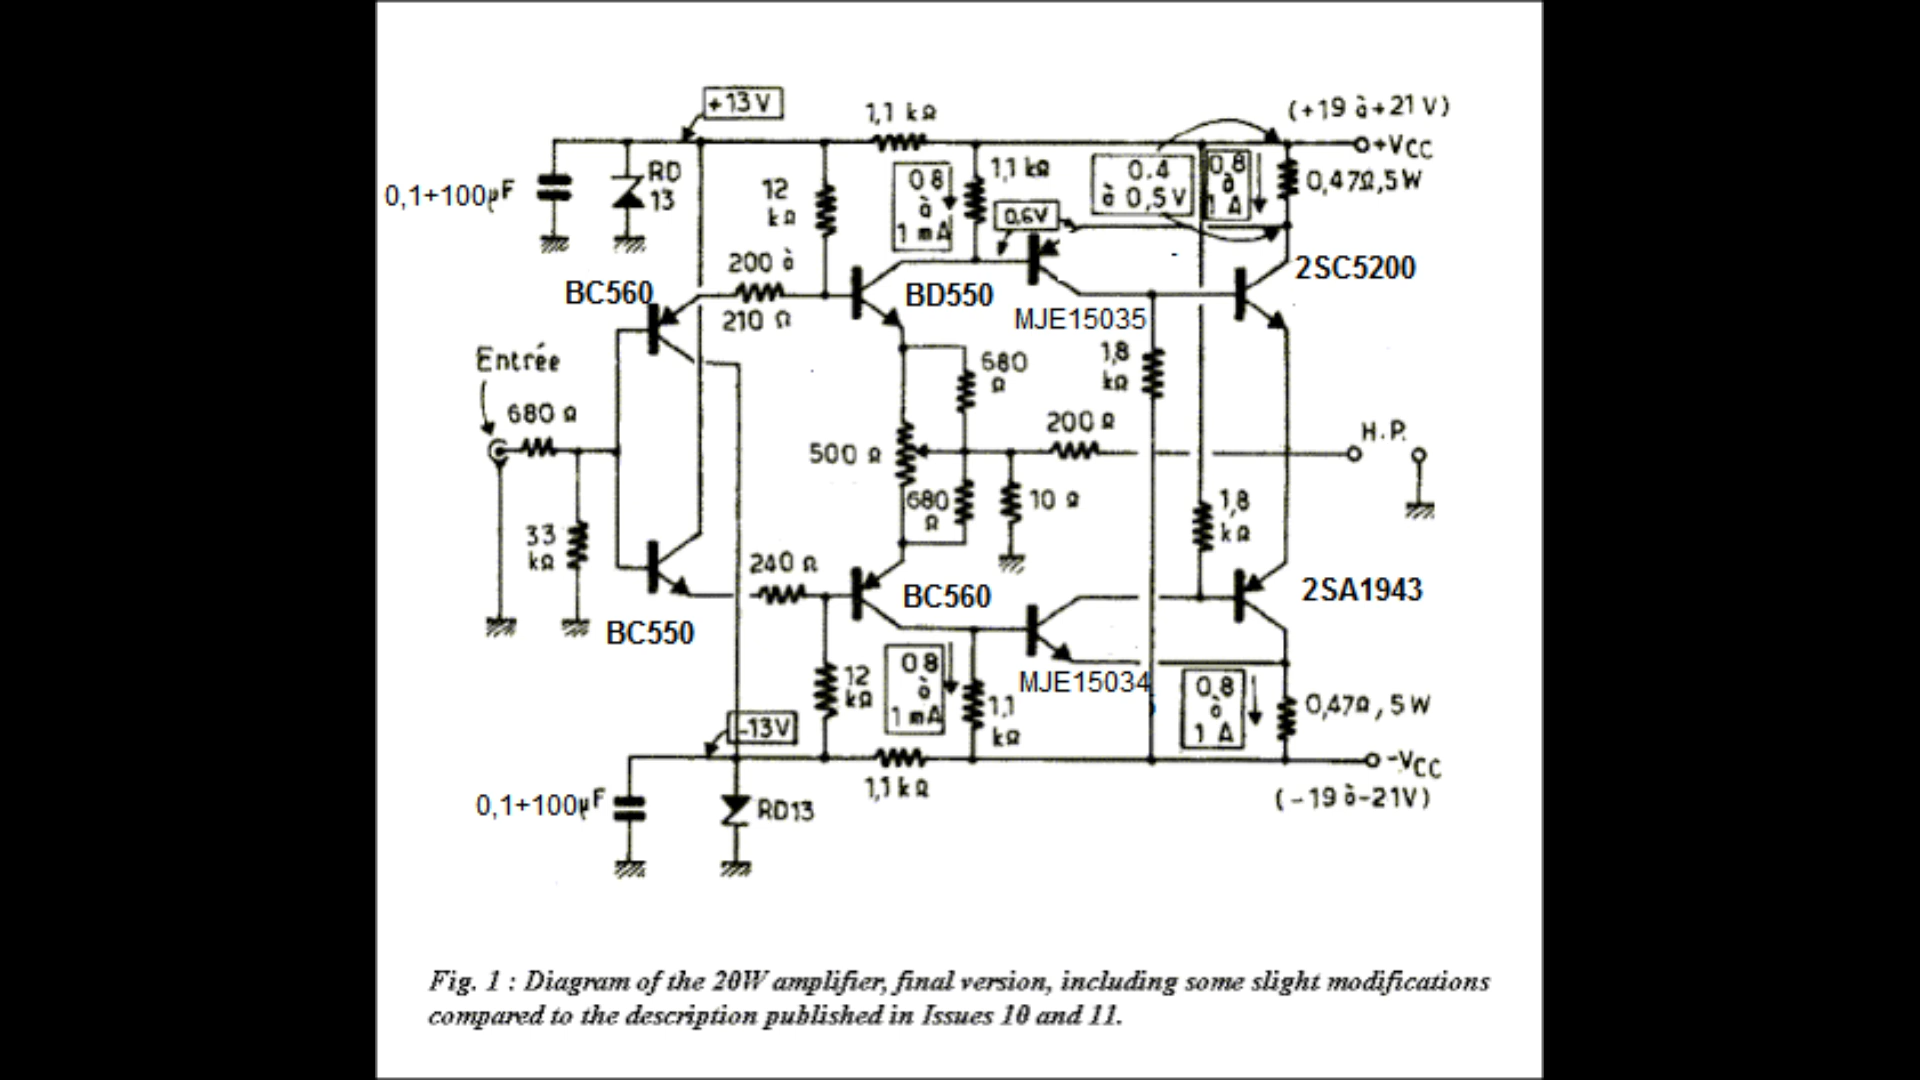 +13 V
1,1 kΩ
(+19 à +21 V)
+VCC
RD
13
0,1+100µF
12
kΩ
0 8
à
1 mA
1,1 kΩ
0.4
à 0,5 V
0,8
à
1 A
0,47Ω,5 W
0,6V
200 à
210 Ω
BC560
BD550
MJE15035
2SC5200
Entrée
680 Ω
680
Ω
1,8
kΩ
200 Ω
H.P.
500 Ω
680
Ω
10 Ω
1,8
kΩ
33
kΩ
240 Ω
BC560
2SA1943
BC550
12
kΩ
0 8
à
1 mA
1,1
kΩ
MJE15034
0,8
à
1 A
0,47Ω, 5 W
-13V
1,1 kΩ
-VCC
(-19 à -21V)
0,1+100µF
RD13
Fig. 1 : Diagram of the 20W amplifier, final version, including some slight modifications
compared to the description published in Issues 10 and 11.